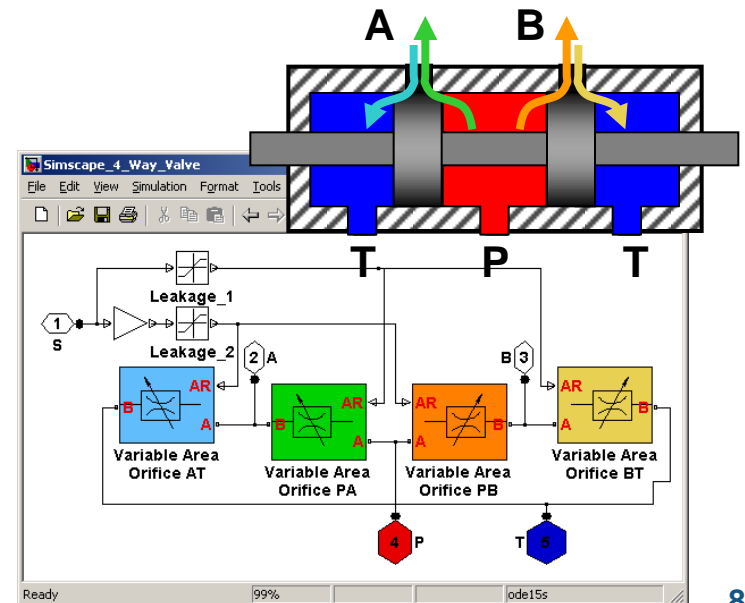 A B
Simscape_4_Way_Valve
File Edit View Simulation Format Tools
T P T
Leakage_1
1
S
Leakage_2
2 A
B 3
AR
B
A
AR
B
A
AR
A
B
AR
A
B
Variable Area
Orifice AT
Variable Area
Orifice PA
Variable Area
Orifice PB
Variable Area
Orifice BT
4 P
T 5
Ready 99% ode15s
8